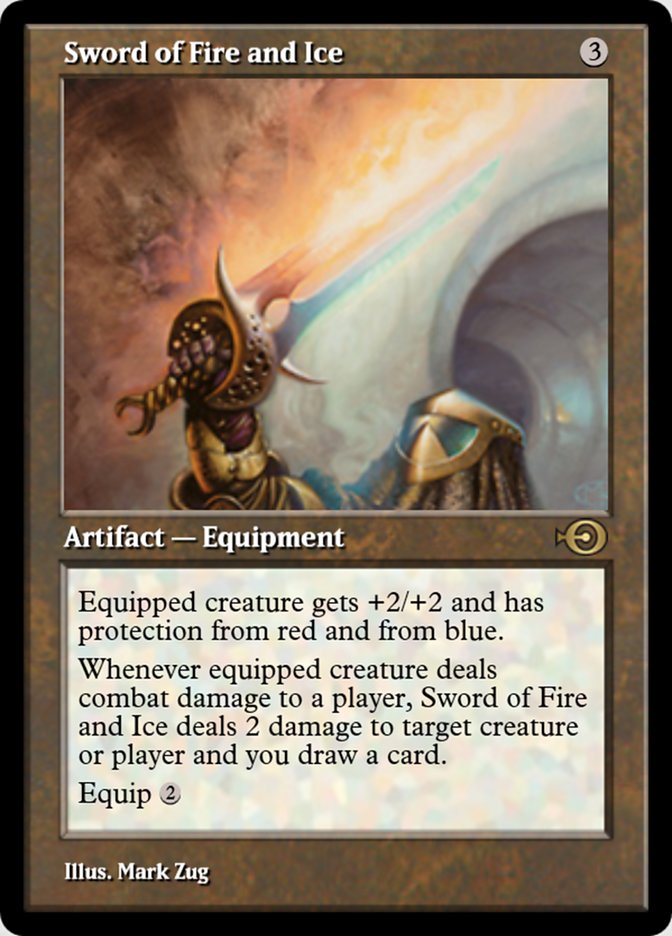 Sword of Fire and Ice 3
Artifact — Equipment
Equipped creature gets +2/+2 and has
protection from red and from blue.
Whenever equipped creature deals
combat damage to a player, Sword of Fire
and Ice deals 2 damage to target creature
or player and you draw a card.
Equip 2
Illus. Mark Zug